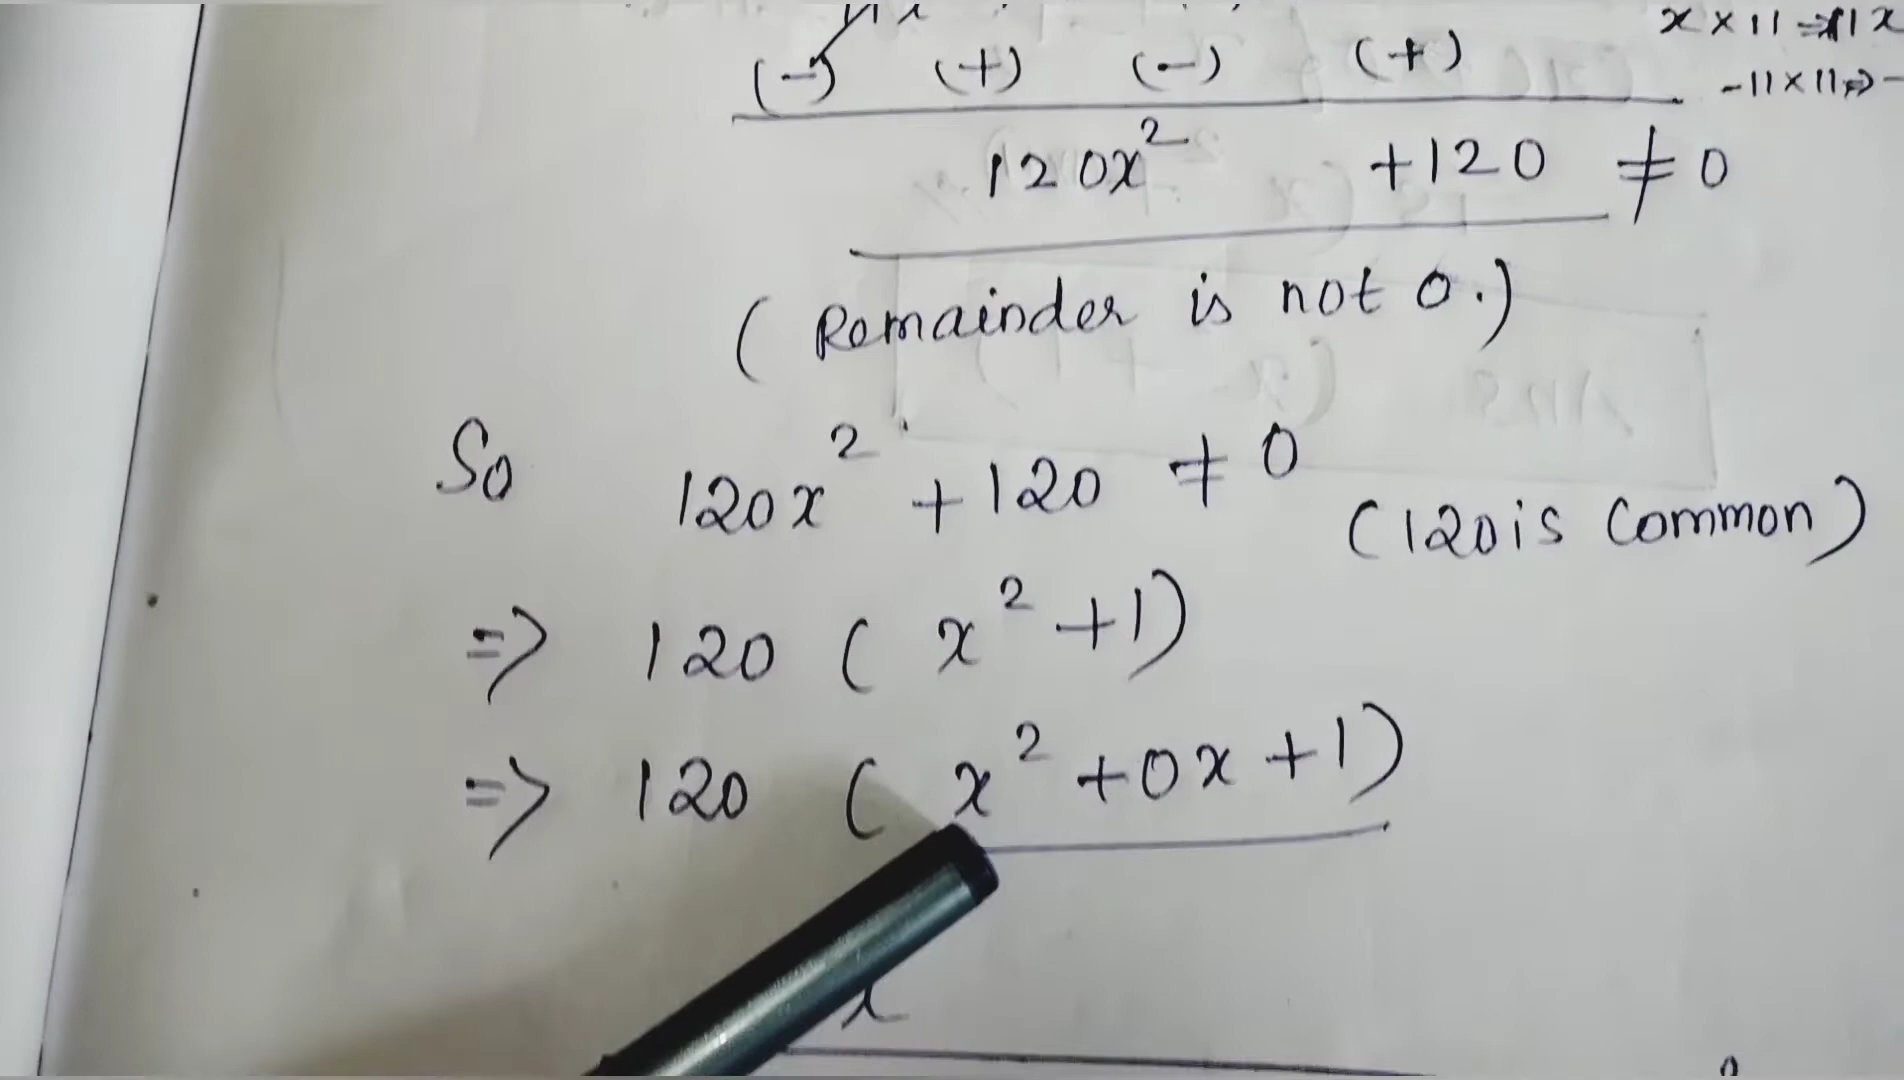 x × 11 ⇒ 11x
(-) (+) (-) (+)
-11 × 11 ⇒ -
120x² +120 ≠ 0
( Remainder is not 0.)
So 120x² + 120 ≠ 0
(120 is Common)
⇒ 120 ( x² +1)
⇒ 120 ( x² +0x +1)
x